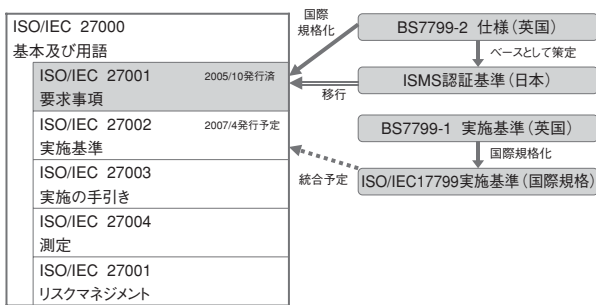 ISO/IEC 27000
基本及び用語
ISO/IEC 27001 2005/10発行済
要求事項
ISO/IEC 27002 2007/4発行予定
実施基準
ISO/IEC 27003
実施の手引き
ISO/IEC 27004
測定
ISO/IEC 27001
リスクマネジメント
国際
規格化
移行
統合予定
BS7799-2 仕様(英国)
ベースとして策定
ISMS認証基準(日本)
BS7799-1 実施基準(英国)
国際規格化
ISO/IEC17799実施基準(国際規格)